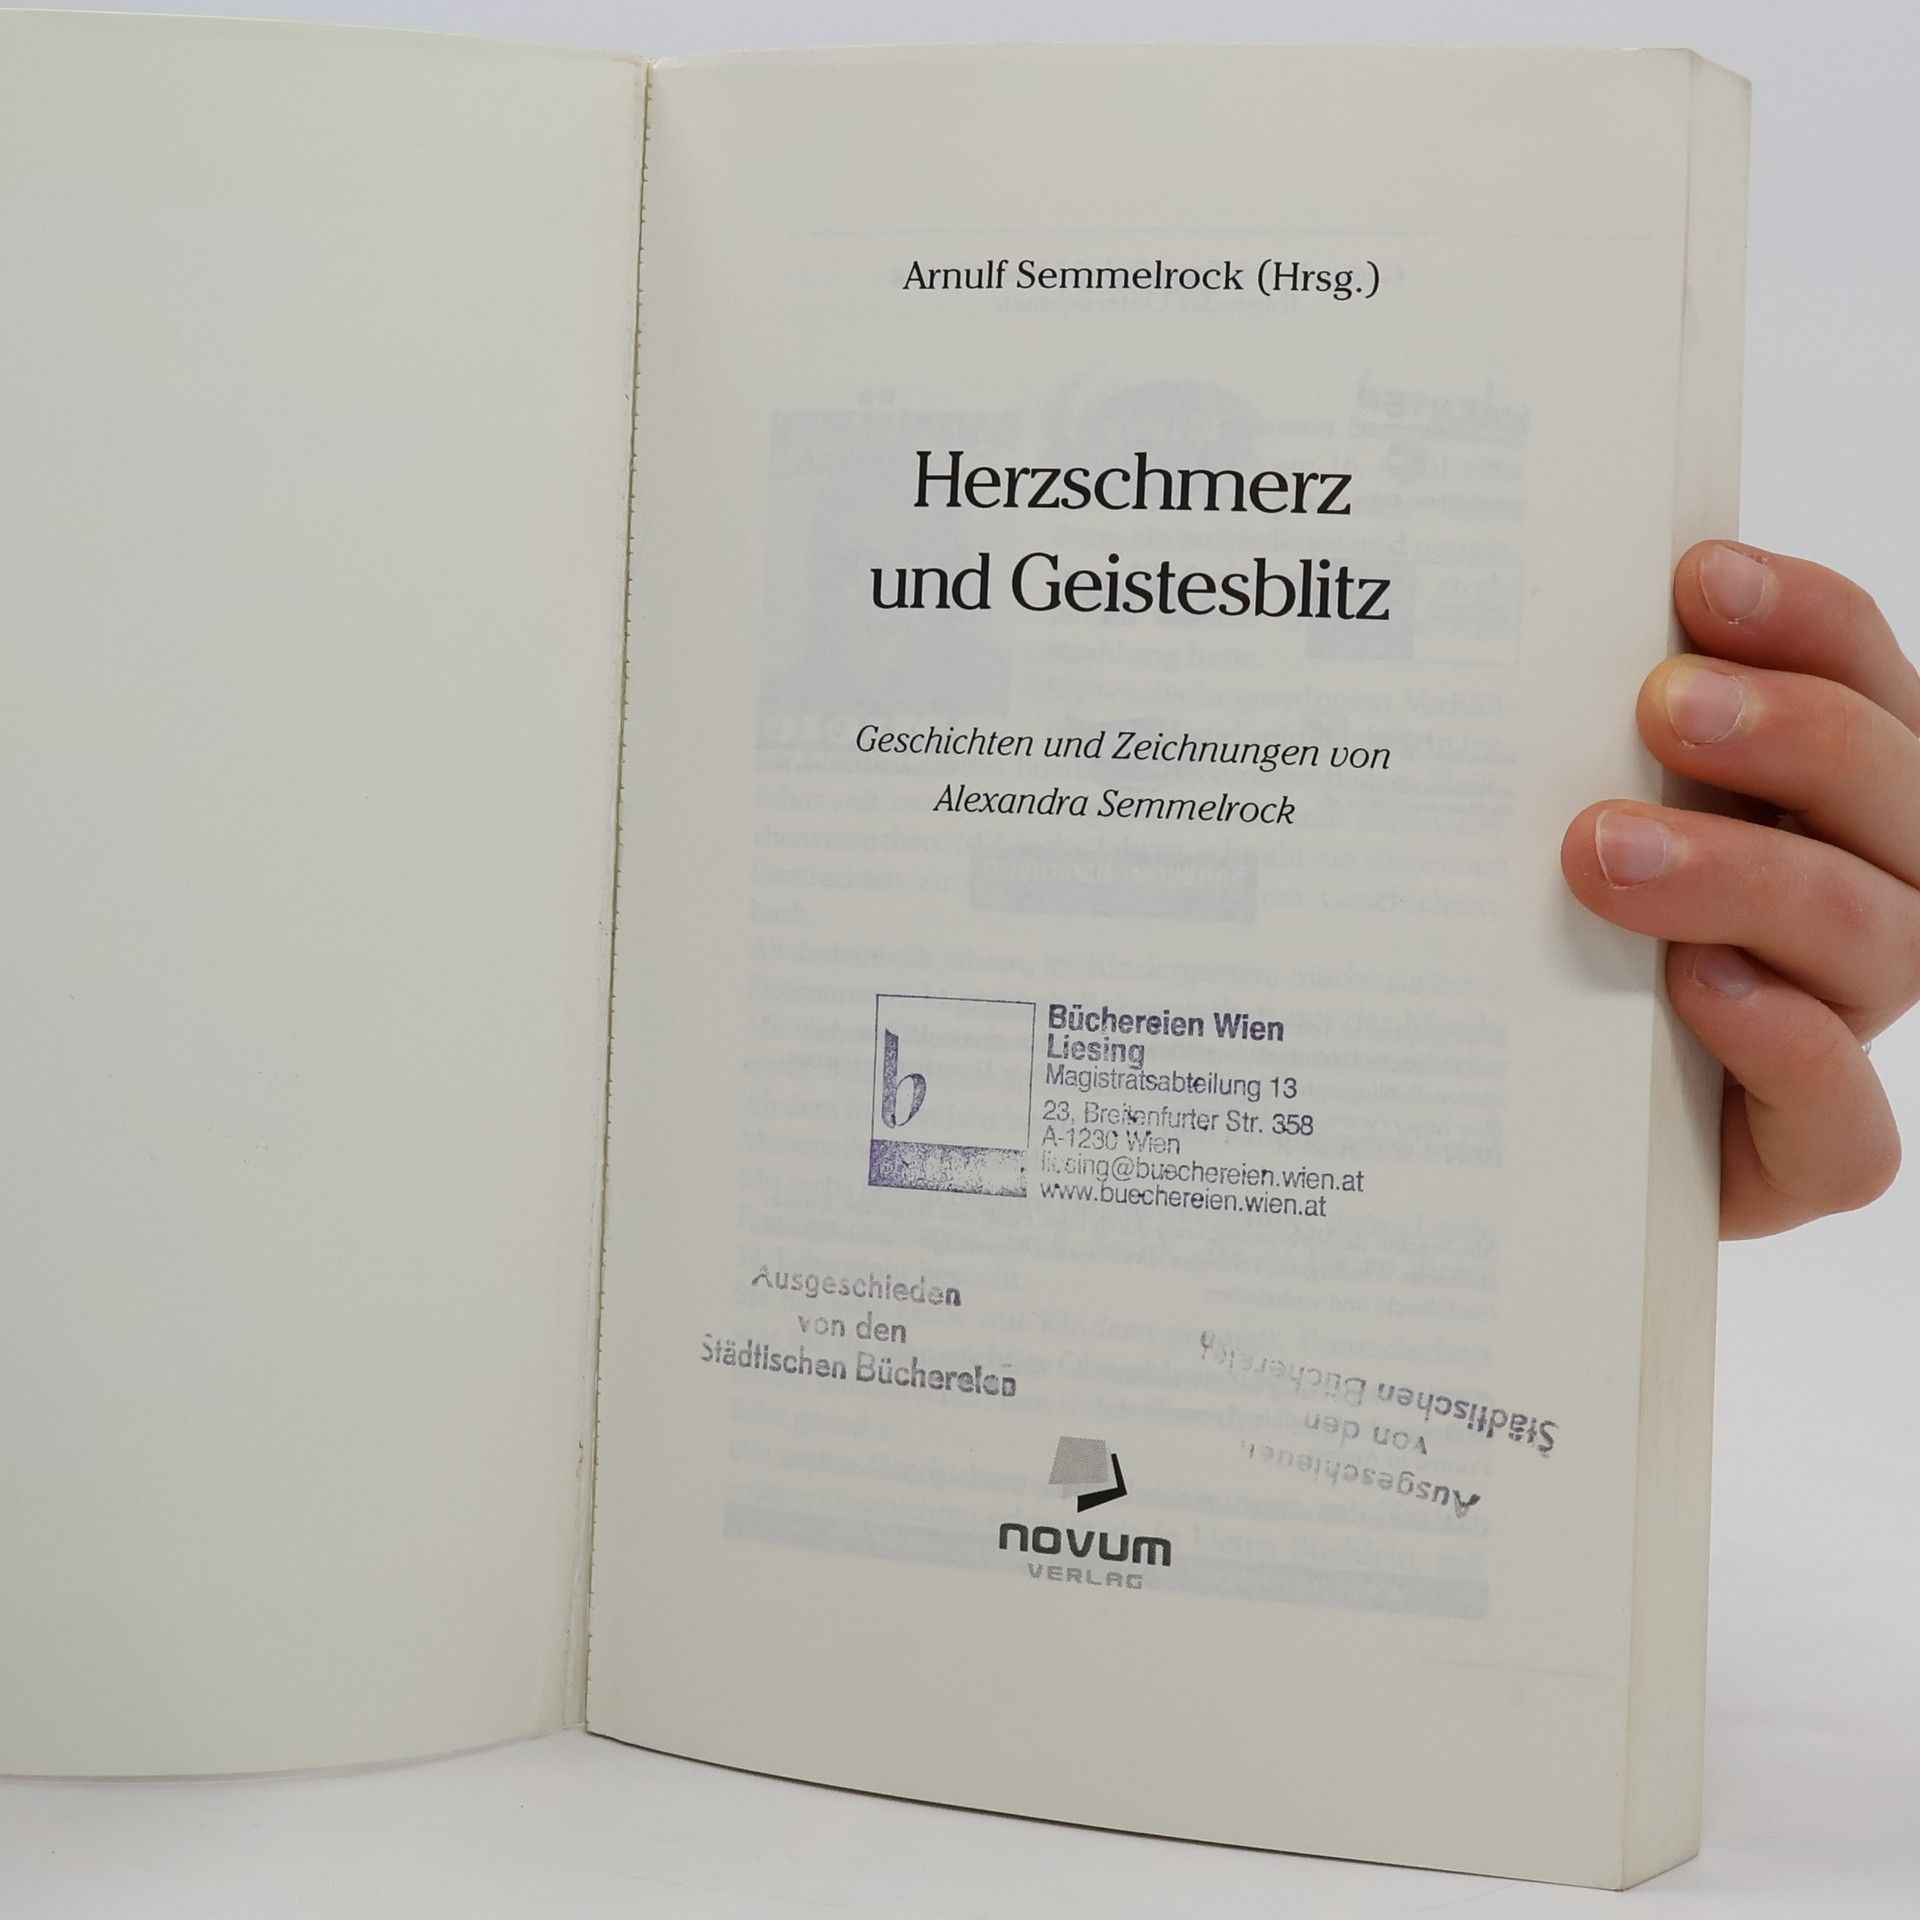 Arnulf Semmelrock (Hrsg.)
Herzschmerz
und Geistesblitz
Geschichten und Zeichnungen von
Alexandra Semmelrock
b
Büchereien Wien
Liesing
Magistratsabteilung 13
23, Breitenfurter Str. 358
A-1230 Wien
liesing@buechereien.wien.at
www.buechereien.wien.at
Ausgeschieden
von den
Städtischen Büchereien
Ausgeschieden
von den
Städtischen Büchereien
novum
VERLAG